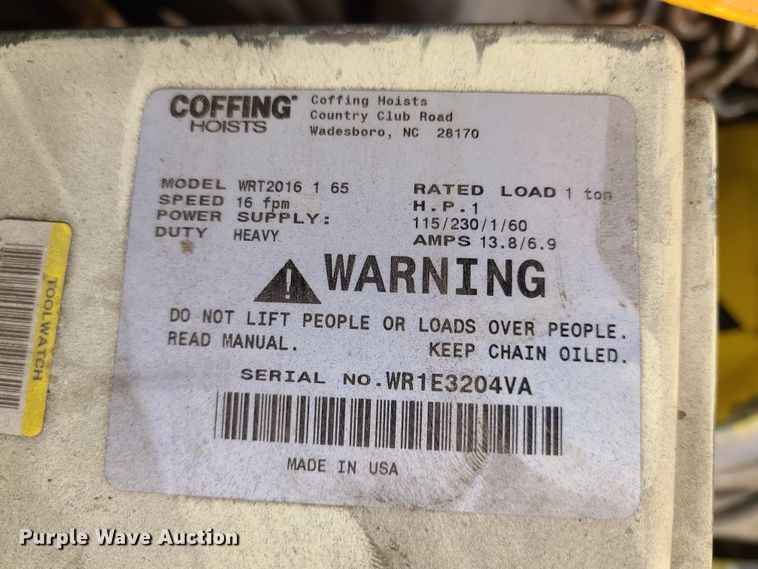 COFFING®
HOISTS
Coffing Hoists
Country Club Road
Wadesboro, NC 28170
MODEL WRT2016 1 65
RATED LOAD 1 ton
SPEED 16 fpm
H.P. 1
POWER SUPPLY: 115/230/1/60
DUTY HEAVY
AMPS 13.8/6.9
WARNING
DO NOT LIFT PEOPLE OR LOADS OVER PEOPLE.
READ MANUAL. KEEP CHAIN OILED.
SERIAL NO. WR1E3204VA
MADE IN USA
TOOLWATCH
Purple Wave Auction